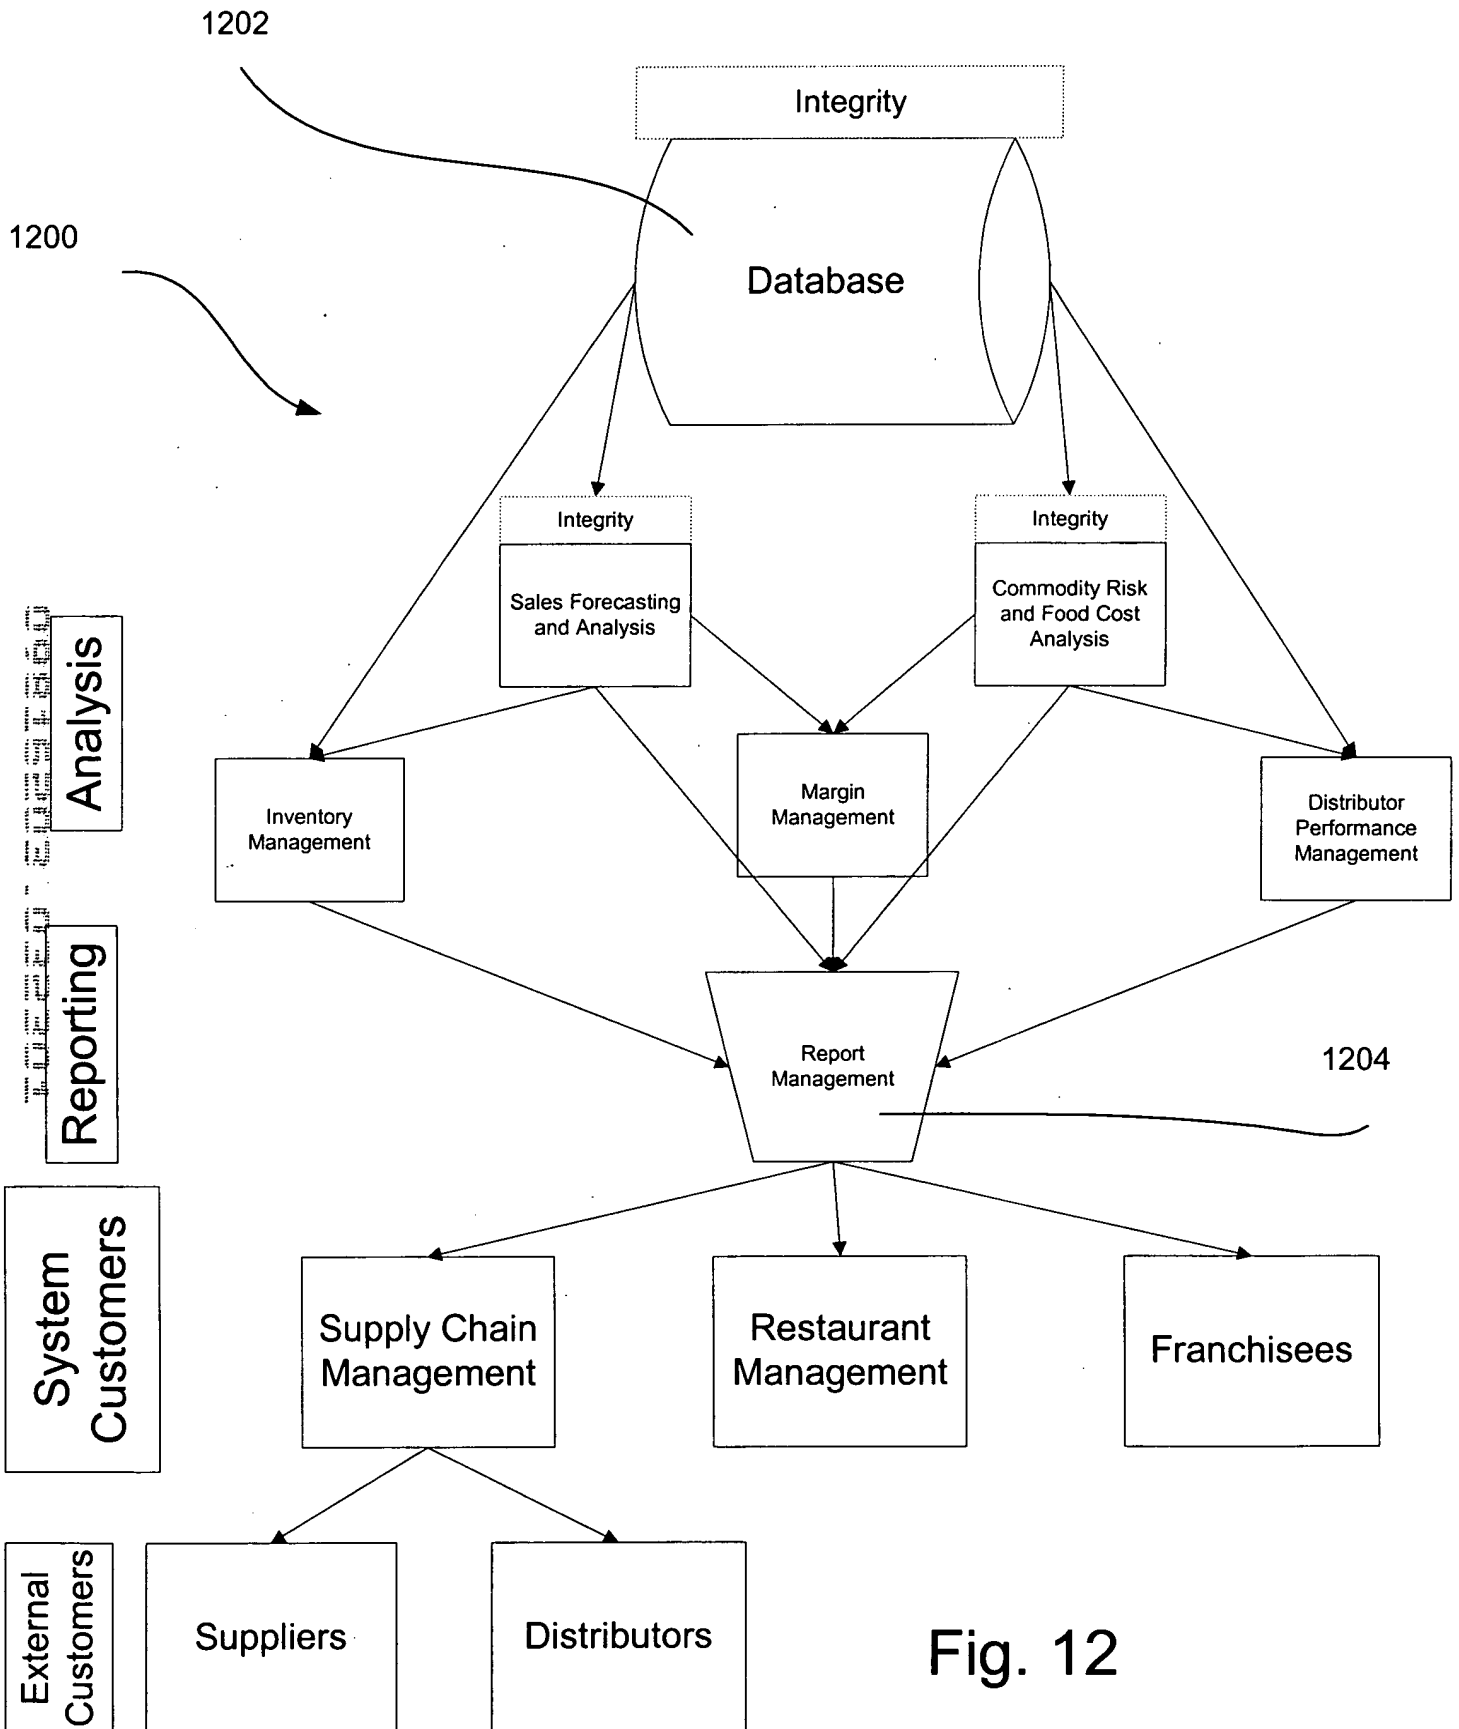 1202
Integrity
1200
Database
Integrity
Integrity
Sales Forecasting
and Analysis
Commodity Risk
and Food Cost
Analysis
Analysis
Inventory
Management
Margin
Management
Distributor
Performance
Management
Reporting
Report
Management
1204
System
Customers
Supply Chain
Management
Restaurant
Management
Franchisees
External
Customers
Suppliers
Distributors
Fig. 12